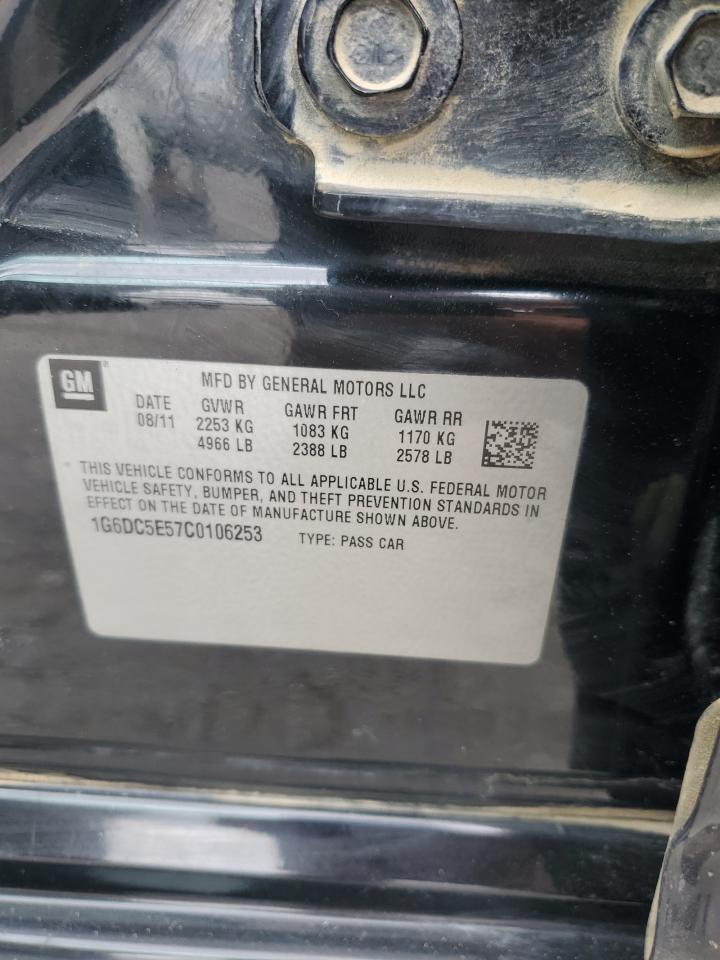 GM
MFD BY GENERAL MOTORS LLC
DATE GVWR GAWR FRT GAWR RR
08/11 2253 KG 1083 KG 1170 KG
4966 LB 2388 LB 2578 LB
THIS VEHICLE CONFORMS TO ALL APPLICABLE U.S. FEDERAL MOTOR
VEHICLE SAFETY, BUMPER, AND THEFT PREVENTION STANDARDS IN
EFFECT ON THE DATE OF MANUFACTURE SHOWN ABOVE.
1G6DC5E57C0106253 TYPE: PASS CAR